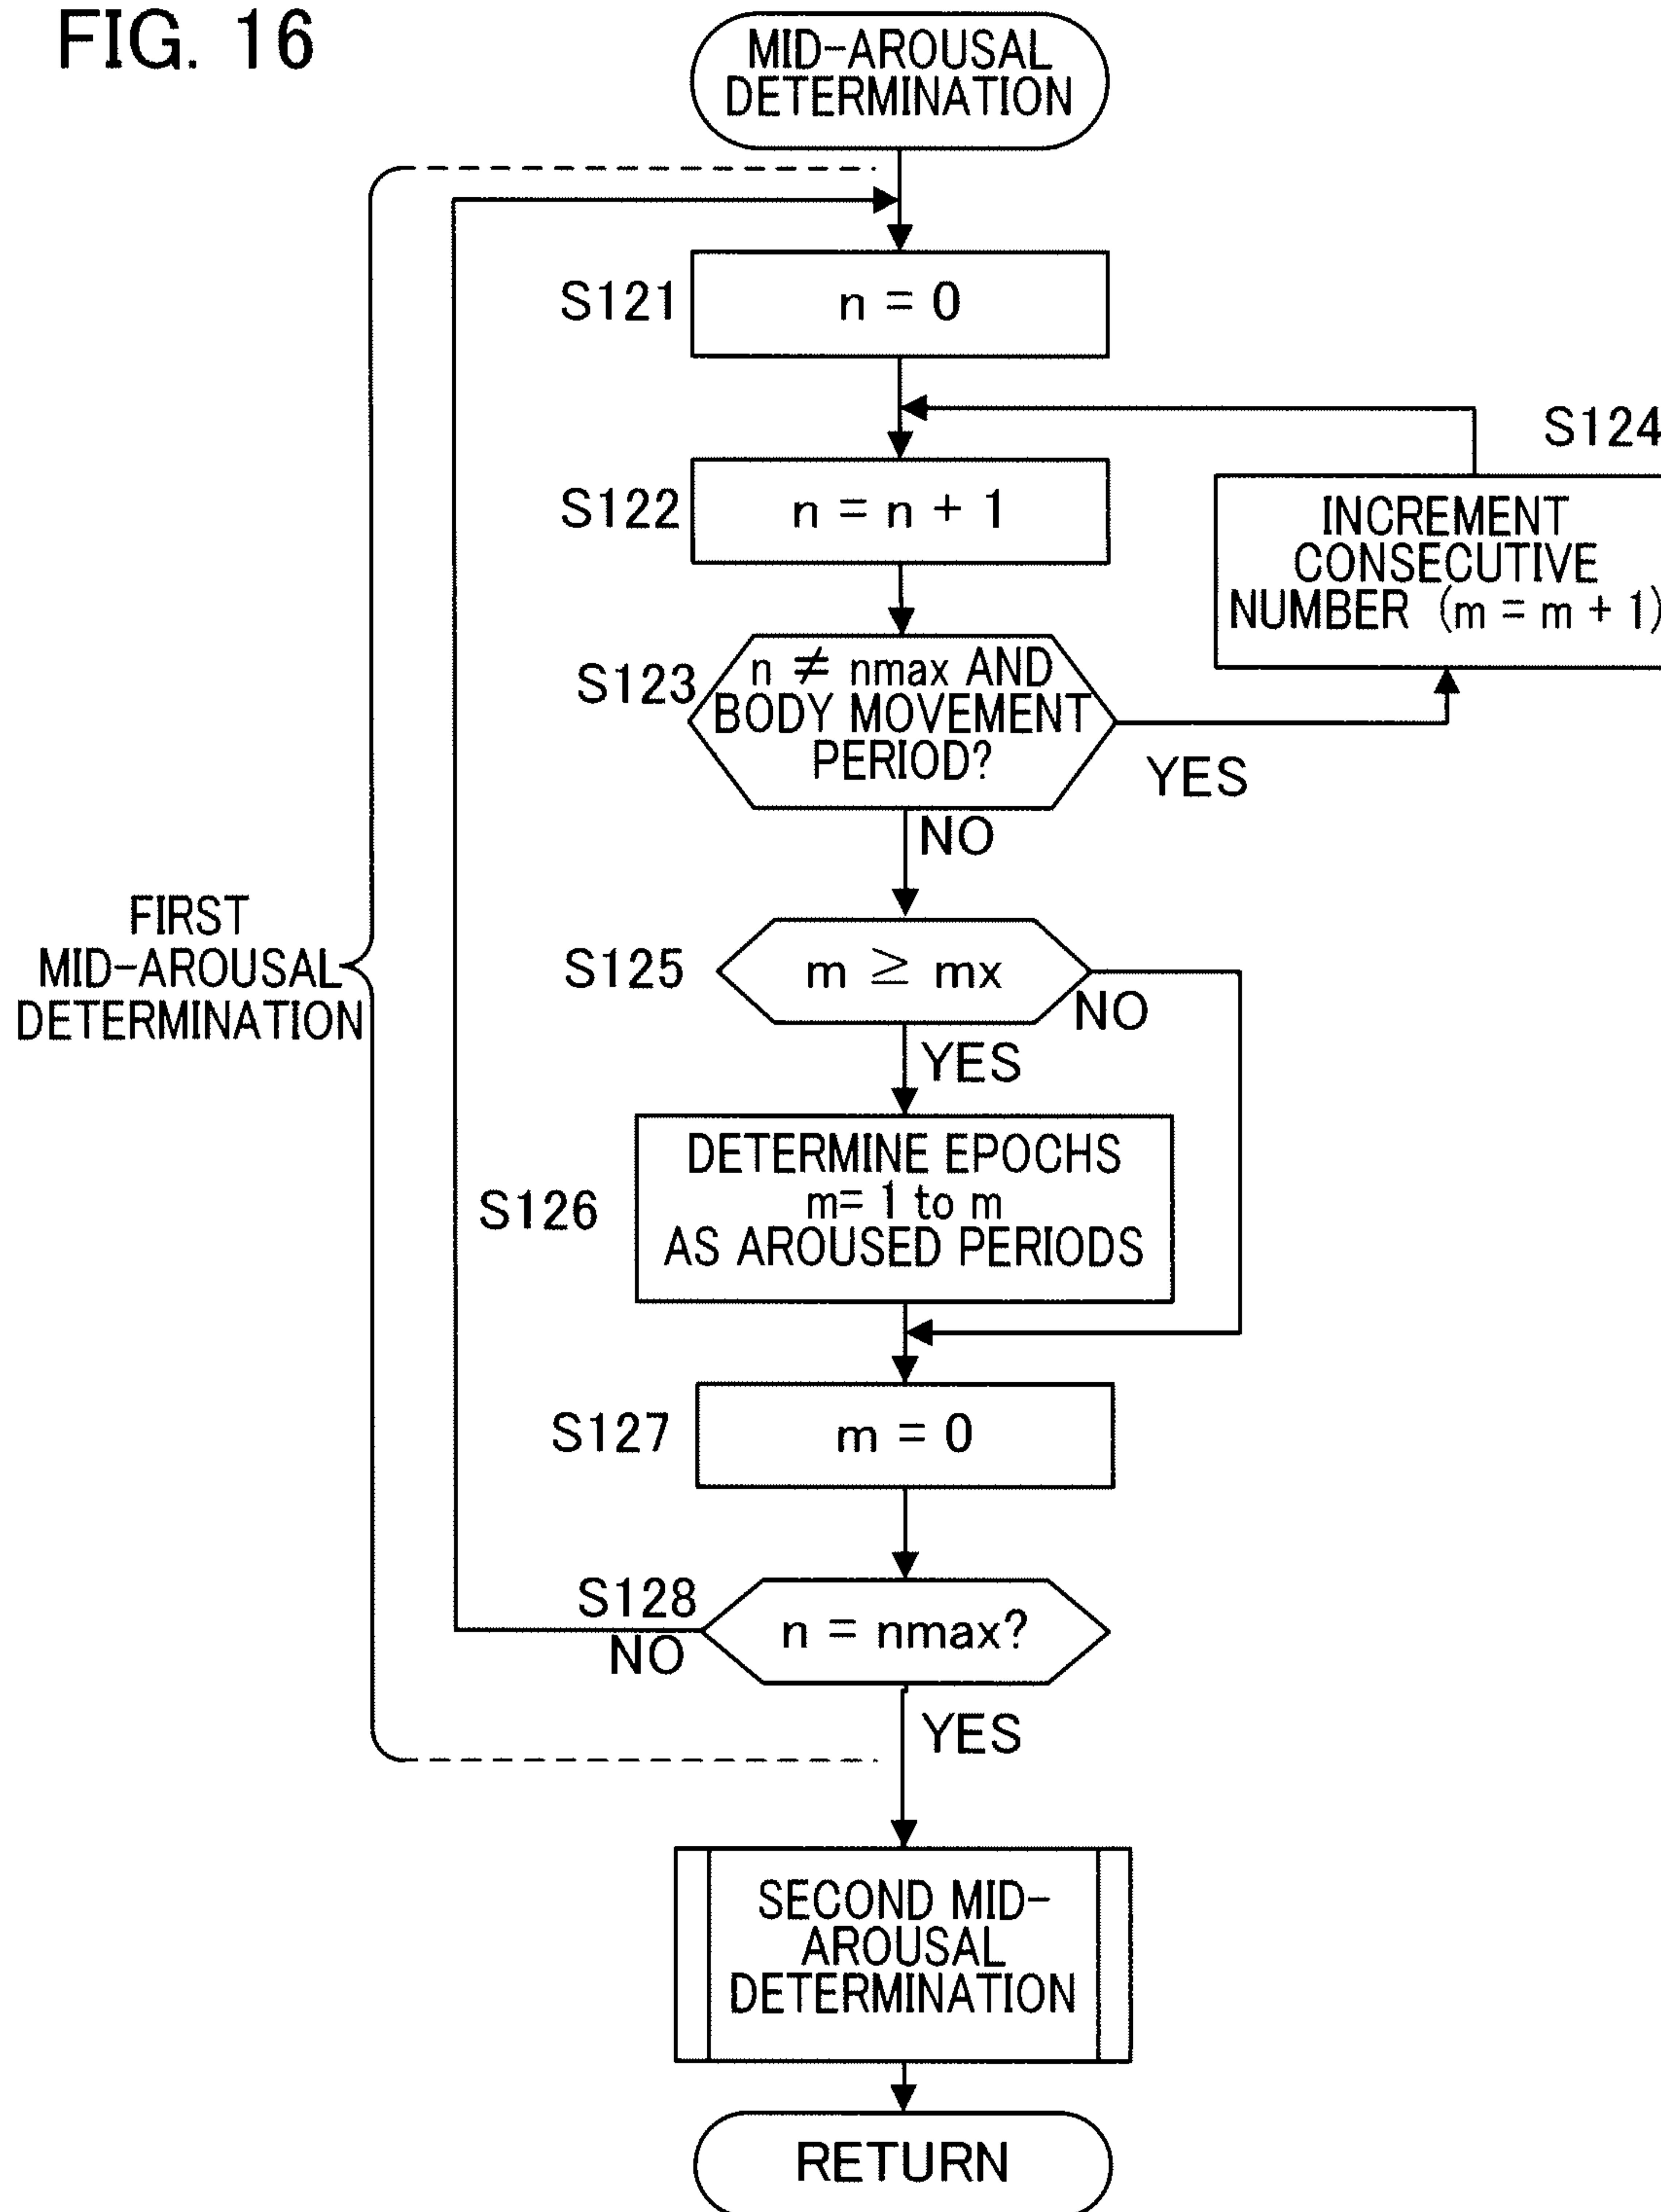 FIG. 16
MID-AROUSAL
DETERMINATION
S121
n = 0
S124
S122
n = n + 1
INCREMENT
CONSECUTIVE
NUMBER (m = m + 1)
S123
n ≠ nmax AND
BODY MOVEMENT
PERIOD?
YES
NO
FIRST
MID-AROUSAL
DETERMINATION
S125
m ≥ mx
NO
YES
S126
DETERMINE EPOCHS
m= 1 to m
AS AROUSED PERIODS
S127
m = 0
S128
n = nmax?
NO
YES
SECOND MID-
AROUSAL
DETERMINATION
RETURN